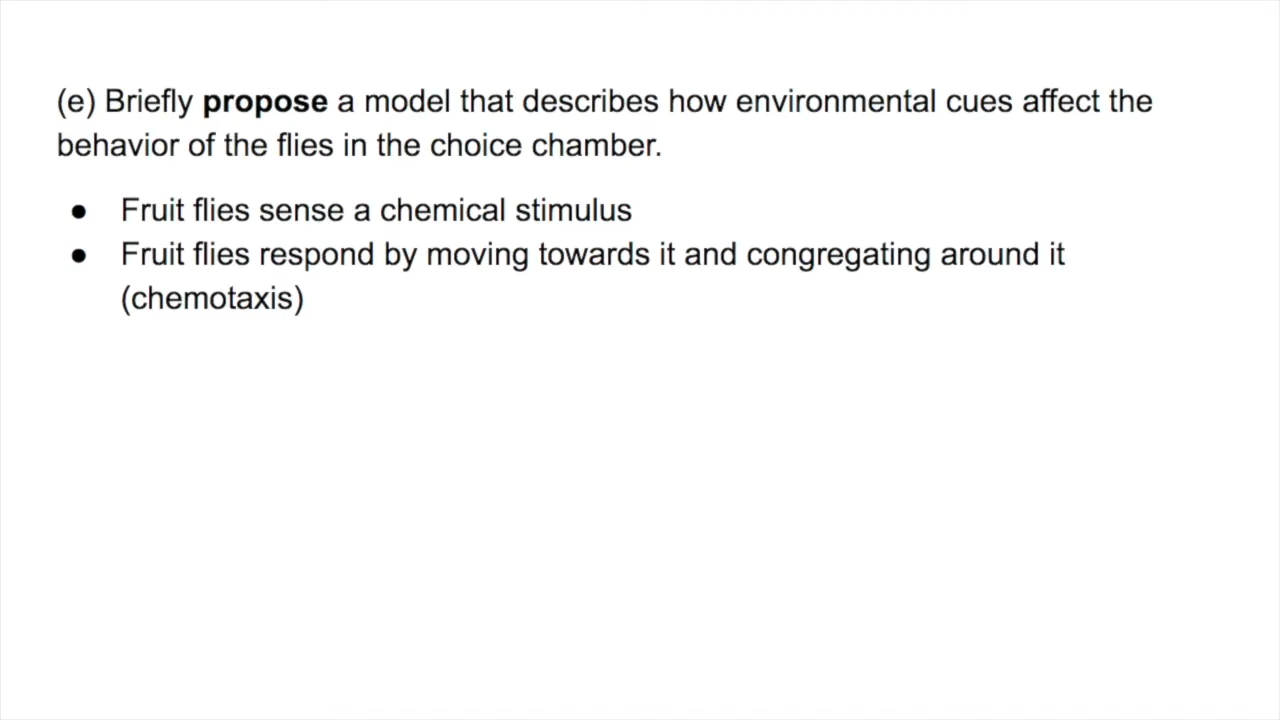 (e) Briefly propose a model that describes how environmental cues affect the
behavior of the flies in the choice chamber.
● Fruit flies sense a chemical stimulus
● Fruit flies respond by moving towards it and congregating around it
(chemotaxis)